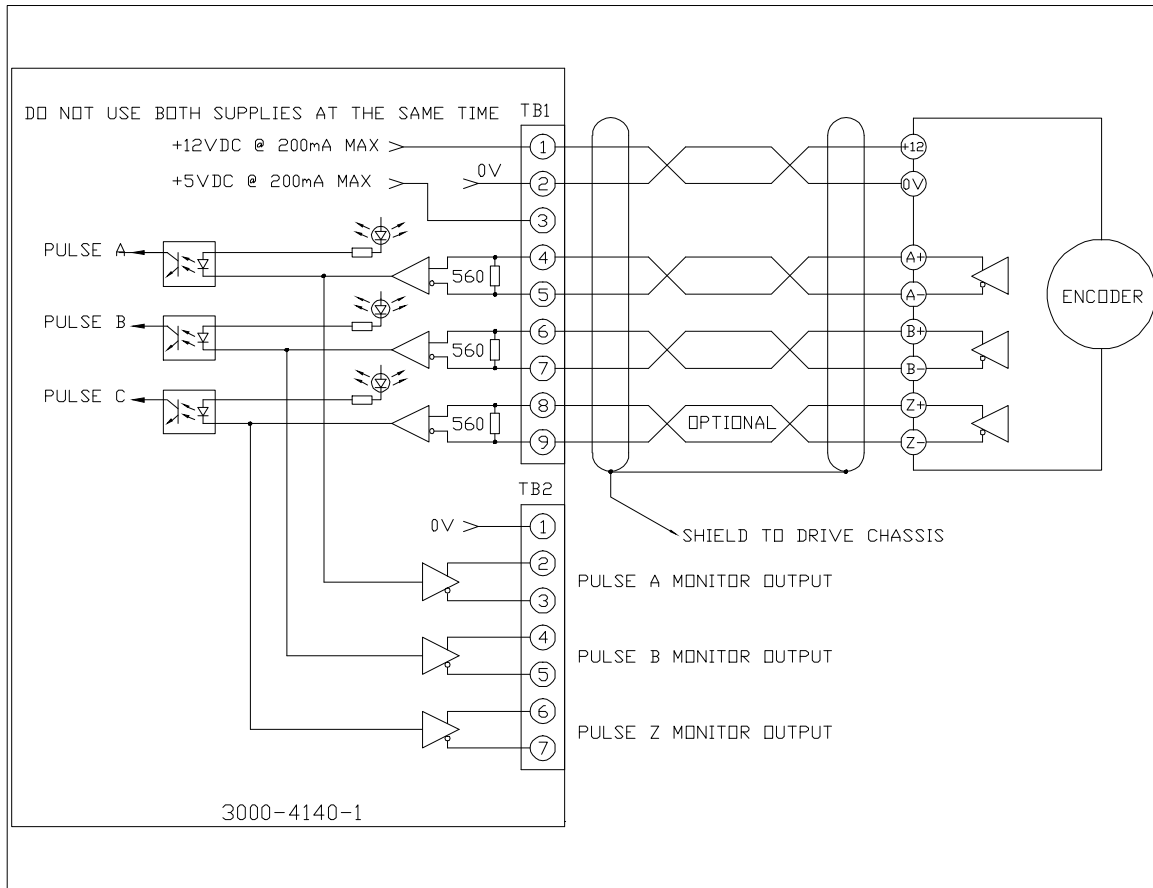 DO NOT USE BOTH SUPPLIES AT THE SAME TIME
TB1
+12VDC @ 200mA MAX
1
+12
0V
2
0V
+5VDC @ 200mA MAX
3
PULSE A
560
4
A+
5
A-
ENCODER
PULSE B
560
6
B+
7
B-
PULSE C
560
8
OPTIONAL
Z+
9
Z-
TB2
0V
1
SHIELD TO DRIVE CHASSIS
2
PULSE A MONITOR OUTPUT
3
4
PULSE B MONITOR OUTPUT
5
6
PULSE Z MONITOR OUTPUT
7
3000-4140-1